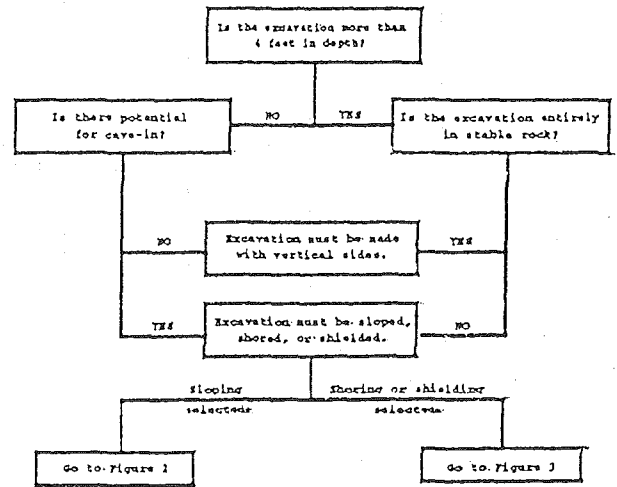 Is the excavation more than
4 feet in depth?
NO
YES
Is there potential
for cave-in?
Is the excavation entirely
in stable rock?
NO
Excavation must be made
with vertical sides.
YES
YES
Excavation must be sloped,
shored, or shielded.
NO
Sloping
selected.
Shoring or shielding
selected.
Go to Figure
Go to Figure 3